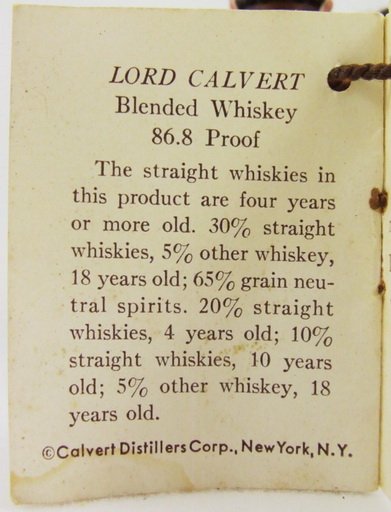 LORD CALVERT
Blended Whiskey
86.8 Proof
The straight whiskies in
this product are four years
or more old. 30% straight
whiskies, 5% other whiskey,
18 years old; 65% grain neu-
tral spirits. 20% straight
whiskies, 4 years old; 10%
straight whiskies, 10 years
old; 5% other whiskey, 18
years old.
©Calvert Distillers Corp., New York, N.Y.